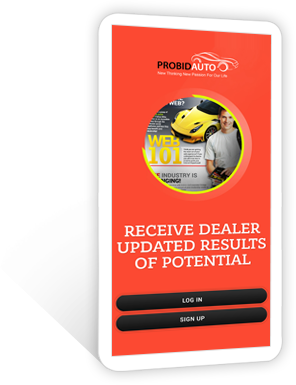 PROBIDAUTO
New Thinking, New Passion For Our Life
WEB?
WEB
101
INDUSTRY IS
RECEIVE DEALER
UPDATED RESULTS
OF POTENTIAL
LOG IN
SIGN UP